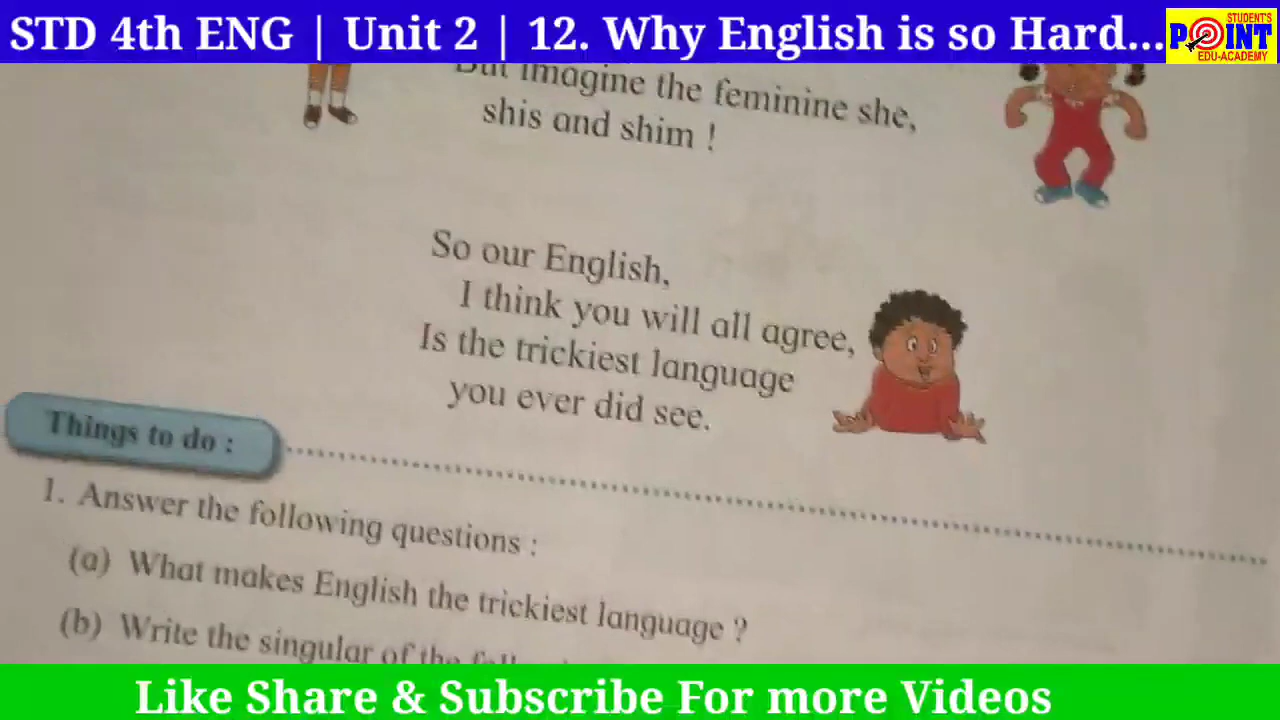 STD 4th ENG | Unit 2 | 12. Why English is so Hard...
STUDENT'S
POINT
EDU-ACADEMY
But imagine the feminine she,
shis and shim !
So our English,
I think you will all agree,
Is the trickiest language
you ever did see.
Things to do :
1. Answer the following questions :
(a) What makes English the trickiest language ?
(b) Write the singular of the
Like Share & Subscribe For more Videos